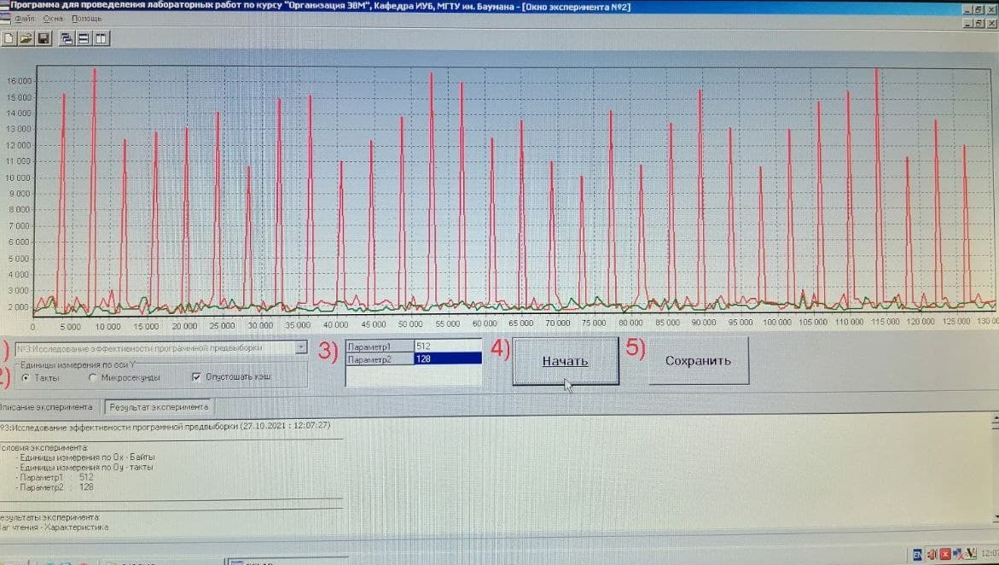 Программа для проведеления лабораторных работ по курсу "Организация ЭВМ", Кафедра ИУ6, МГТУ им. Баумана - [Окно эксперимента №2]
Файл Окна Помощь
16 000
15 000
14 000
13 000
12 000
11 000
10 000
9 000
8 000
7 000
6 000
5 000
4 000
3 000
2 000
0 5 000 10 000 15 000 20 000 25 000 30 000 35 000 40 000 45 000 50 000 55 000 60 000 65 000 70 000 75 000 80 000 85 000 90 000 95 000 100 000 105 000 110 000 115 000 120 000 125 000 130 00
№3:Исследование эффективности программной предвыборки
Единицы измерения по оси Y
Такты Микросекунды Опустошать кэш
3) Параметр1 512
Параметр2 128
4) Начать
5) Сохранить
писание эксперимента Результат эксперимента
№3:Исследование эффективности программной предвыборки (27.10.2021 : 12:07:27)
словия эксперимента:
- Единицы измерения по Ox - Байты
- Единицы измерения по Oy - такты
- Параметр1 : 512
- Параметр2 : 128
езультаты эксперимента:
аг чтения - Характеристика
EN 12:0